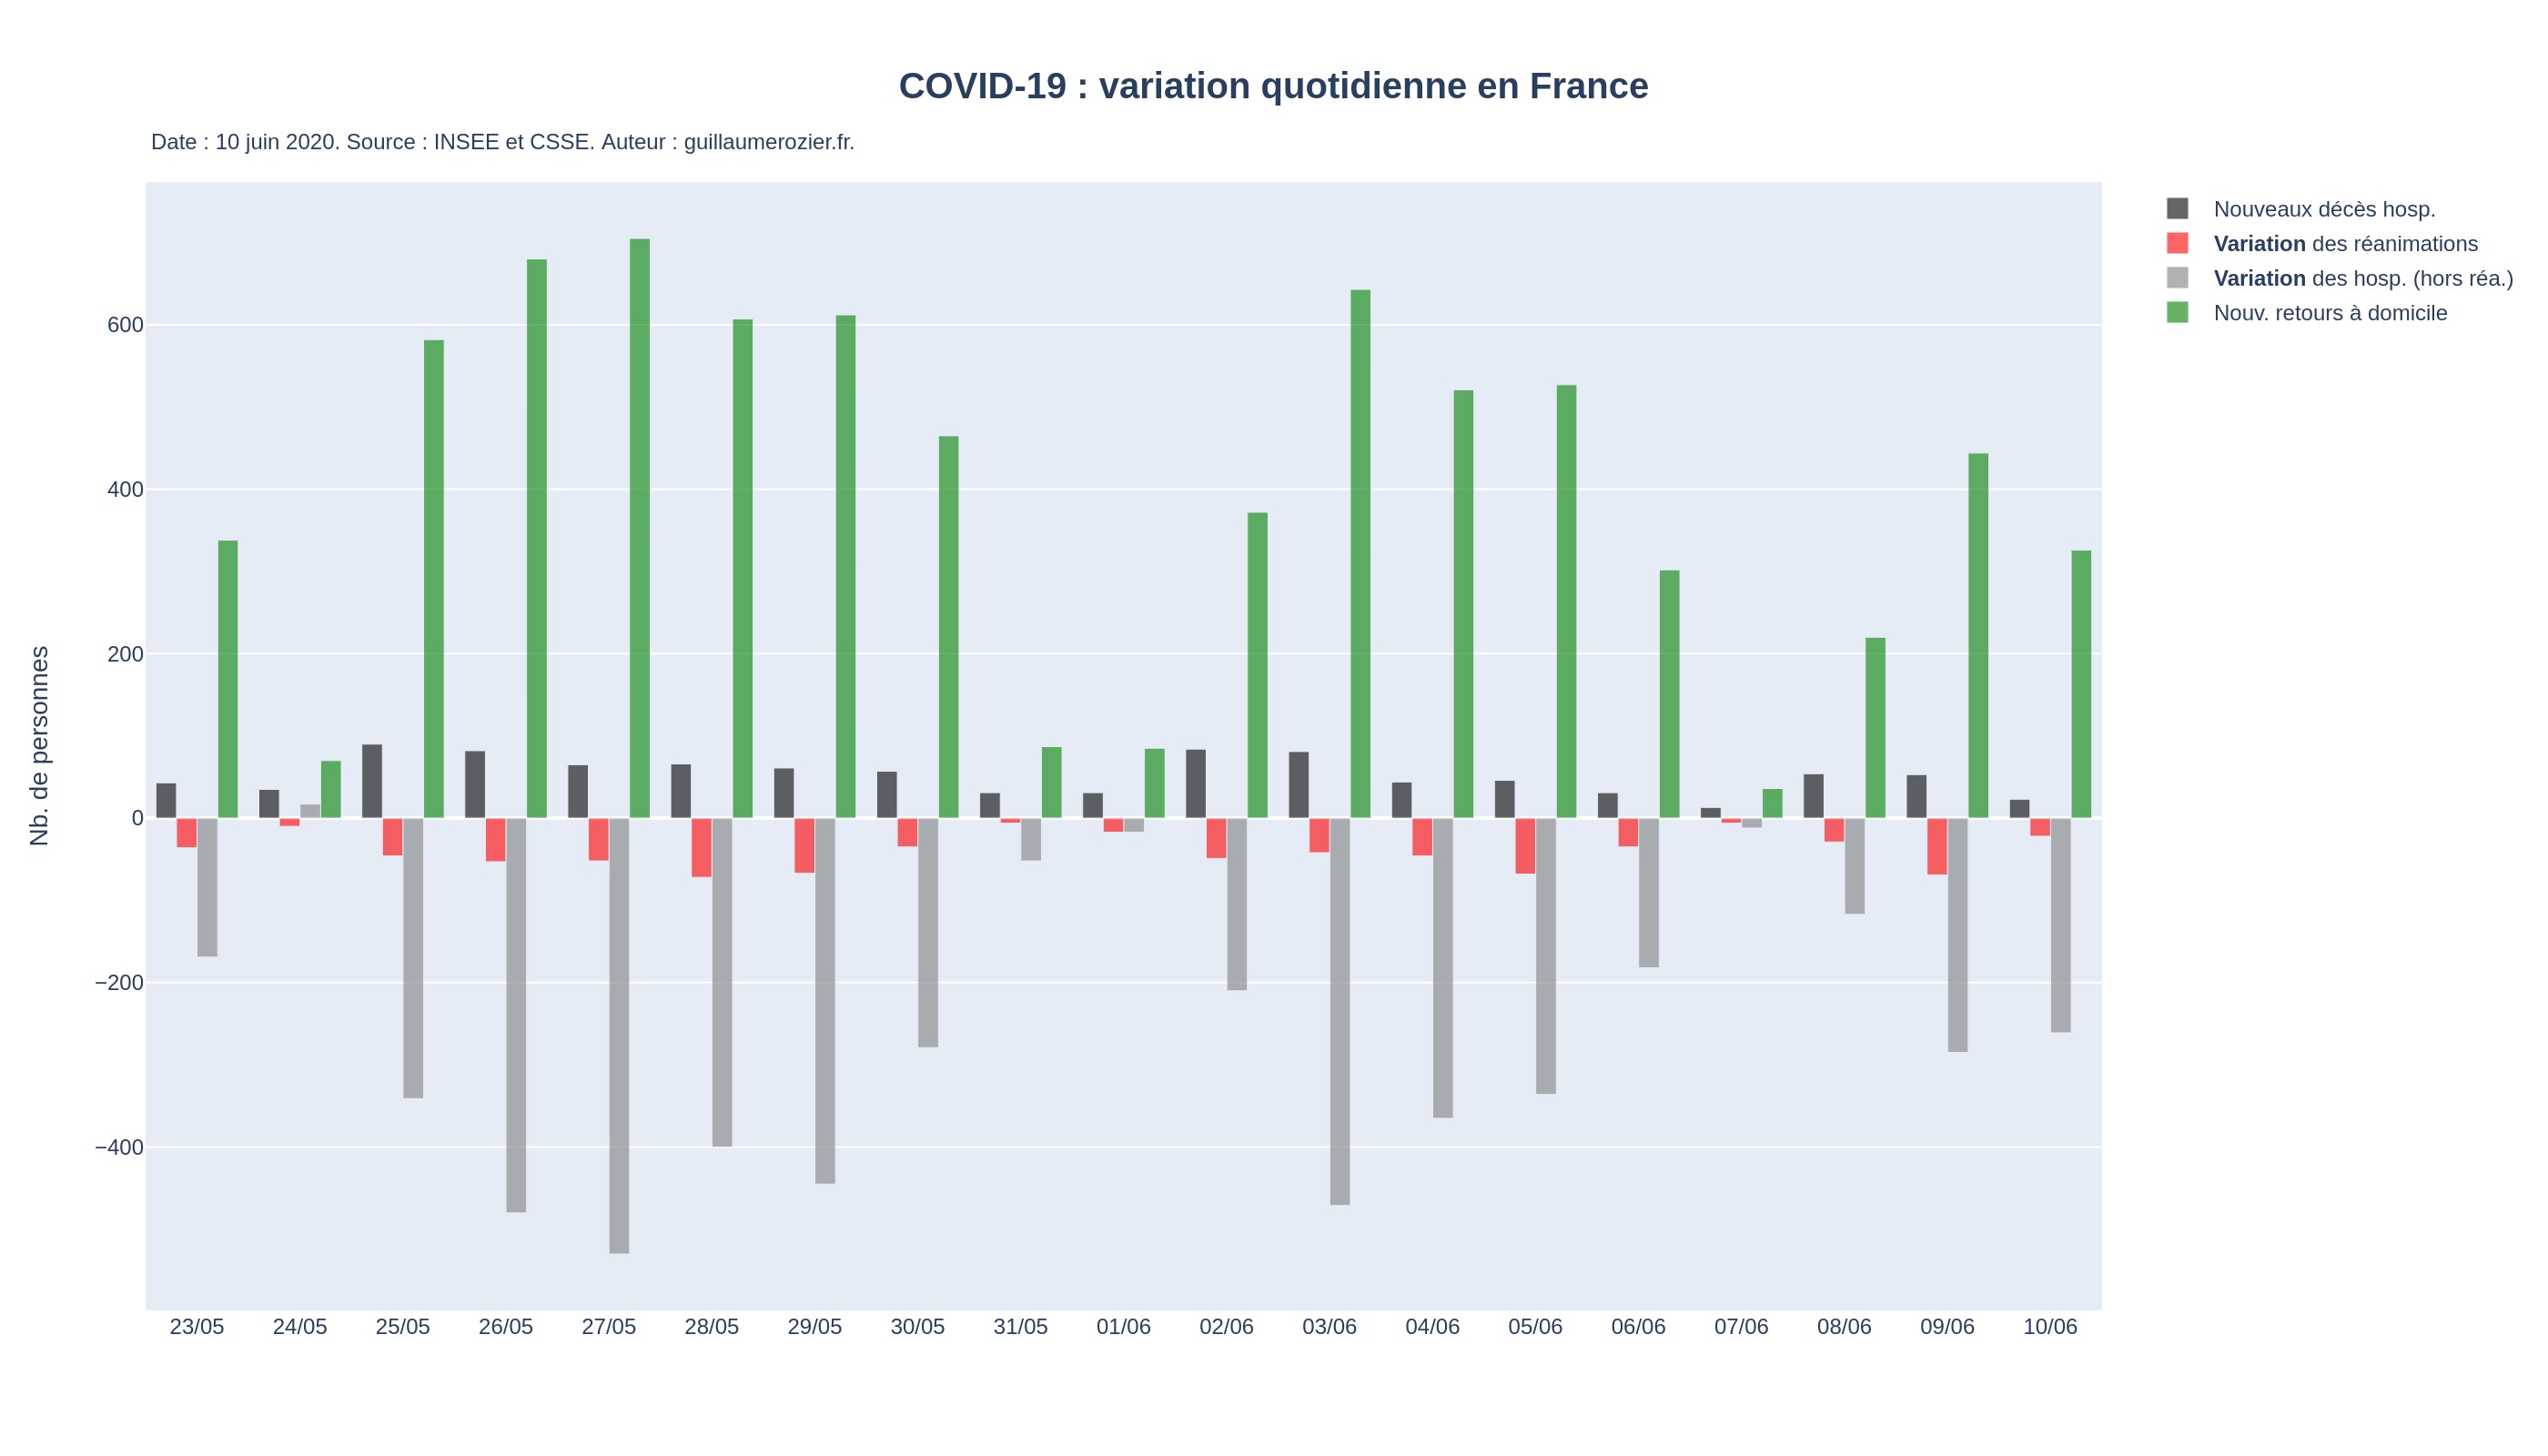 COVID-19 : variation quotidienne en France
Date : 10 juin 2020. Source : INSEE et CSSE. Auteur : guillaumerozier.fr.
Nouveaux décès hosp.
Variation des réanimations
Variation des hosp. (hors réa.)
Nouv. retours à domicile
Nb. de personnes
600
400
200
0
−200
−400
23/05 24/05 25/05 26/05 27/05 28/05 29/05 30/05 31/05 01/06 02/06 03/06 04/06 05/06 06/06 07/06 08/06 09/06 10/06